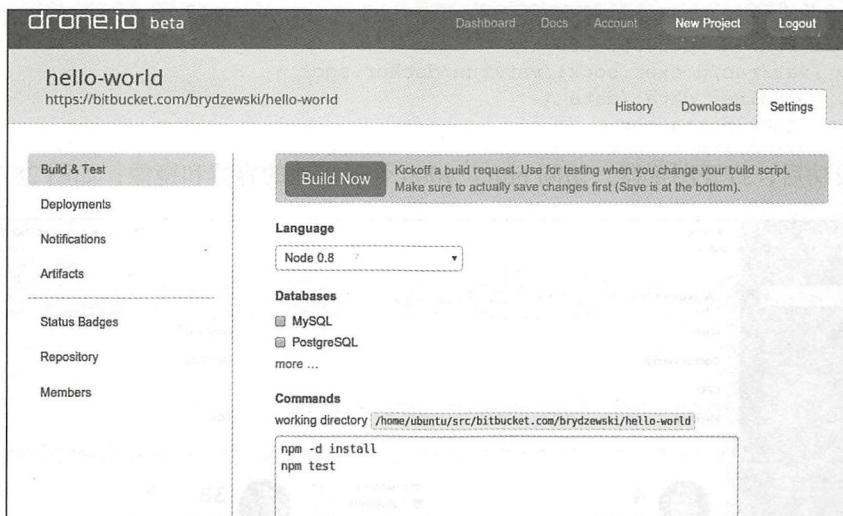 drone.io beta
Dashboard Docs Account New Project Logout
hello-world
https://bitbucket.com/brydzewski/hello-world
History Downloads Settings
Build & Test
Deployments
Notifications
Artifacts
Status Badges
Repository
Members
Build Now
Kickoff a build request. Use for testing when you change your build script.
Make sure to actually save changes first (Save is at the bottom).
Language
Node 0.8
Databases
MySQL
PostgreSQL
more ...
Commands
working directory /home/ubuntu/src/bitbucket.com/brydzewski/hello-world
npm -d install
npm test